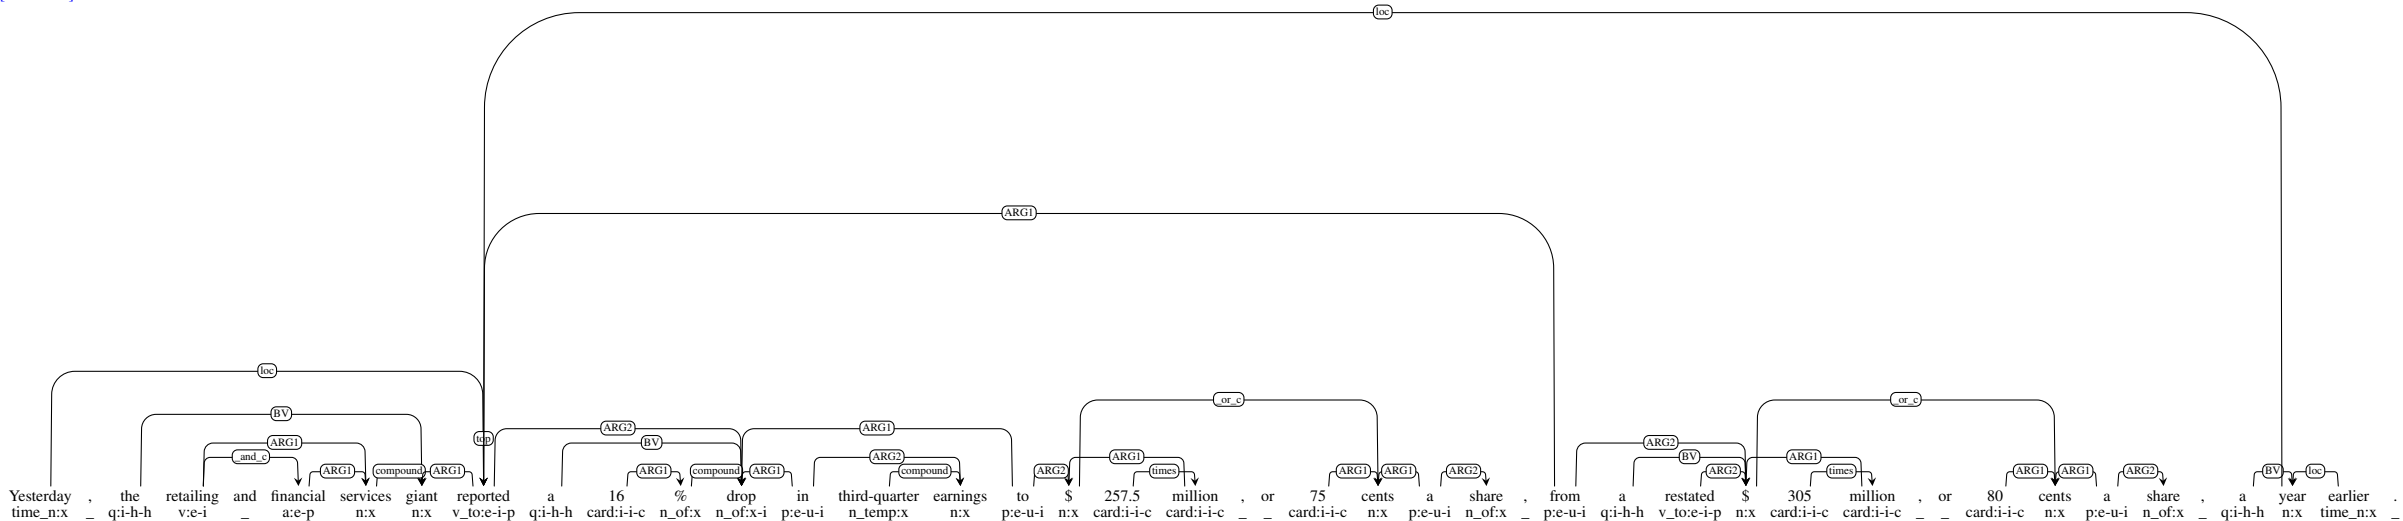 loc
ARG1
loc
_or_c _or_c
BV ARG2 ARG1
top
ARG1 BV ARG2
_and_c ARG2 ARG1 BV ARG1
ARG1 compound ARG1 ARG1 compound ARG1 compound ARG2 times ARG1 ARG1 ARG2 ARG2 times ARG1 ARG1 ARG2 BV loc
Yesterday , the retailing and financial services giant reported a 16 % drop in third-quarter earnings to $ 257.5 million , or 75 cents a share , from a restated $ 305 million , or 80 cents a share , a year earlier .
time_n:x _ q:i-h-h v:e-i _ a:e-p n:x n:x v_to:e-i-p q:i-h-h card:i-i-c n_of:x n_of:x-i p:e-u-i n_temp:x n:x p:e-u-i n:x card:i-i-c card:i-i-c _ _ card:i-i-c n:x p:e-u-i n_of:x _ p:e-u-i q:i-h-h v_to:e-i-p n:x card:i-i-c card:i-i-c _ _ card:i-i-c n:x p:e-u-i n_of:x _ q:i-h-h n:x time_n:x _